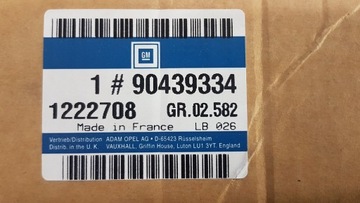 GM
1 # 90439334
1222708 GR.02.582
Made in France LB 026
Vertrieb/Distribution ADAM OPEL AG • D-65423 Rüsselsheim
Distrib. in the U.K. VAUXHALL, Griffin House, Luton LU1 3YT. England